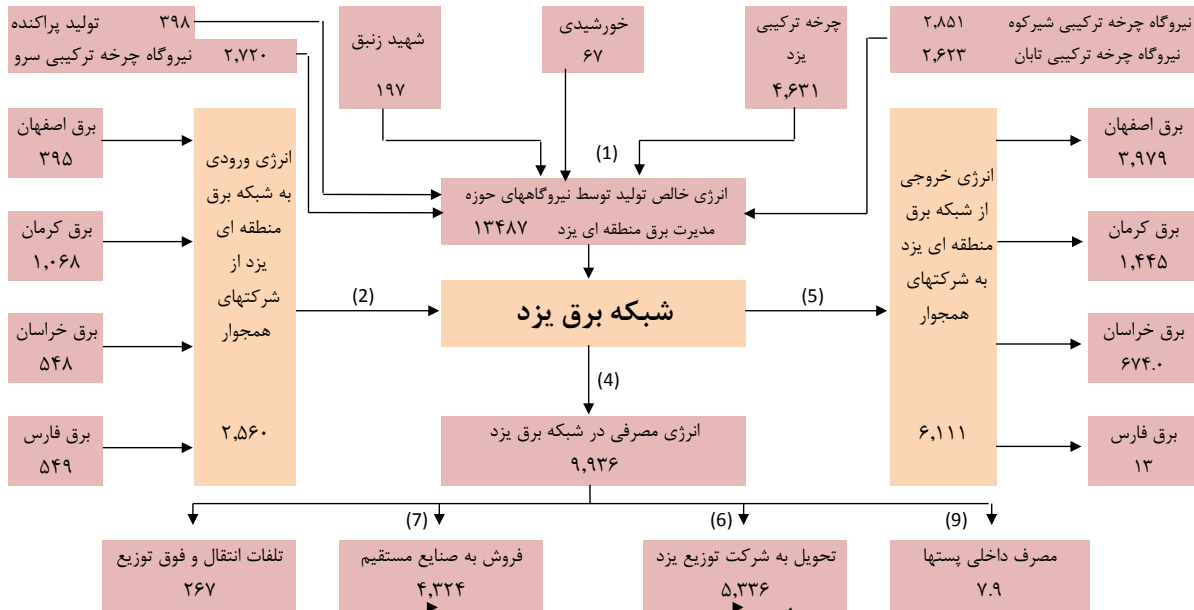 تولید پراکنده ۳۹۸
نیروگاه چرخه ترکیبی سرو ۲,۷۲۰
شهید زنبق
۱۹۷
خورشیدی
۶۷
چرخه ترکیبی
یزد
۴,۶۳۱
نیروگاه چرخه ترکیبی شیرکوه ۲,۸۵۱
نیروگاه چرخه ترکیبی تابان ۲,۶۲۳
(1)
انرژی خالص تولید توسط نیروگاههای حوزه
مدیرت برق منطقه ای یزد ۱۳۴۸۷
برق اصفهان
۳۹۵
برق کرمان
۱,۰۶۸
برق خراسان
۵۴۸
برق فارس
۵۴۹
انرژی ورودی
به شبکه برق
منطقه ای
یزد از
شرکتهای
همجوار
۲,۵۶۰
(2)
شبکه برق یزد
(5)
انرژی خروجی
از شبکه برق
منطقه ای یزد
به شرکتهای
همجوار
۶,۱۱۱
برق اصفهان
۳,۹۷۹
برق کرمان
۱,۴۴۵
برق خراسان
۶۷۴.۰
برق فارس
۱۳
(4)
انرژی مصرفی در شبکه برق یزد
۹,۹۳۶
(7)
(6)
(9)
تلفات انتقال و فوق توزیع
۲۶۷
فروش به صنایع مستقیم
۴,۳۲۴
تحویل به شرکت توزیع یزد
۵,۳۳۶
مصرف داخلی پستها
۷.۹